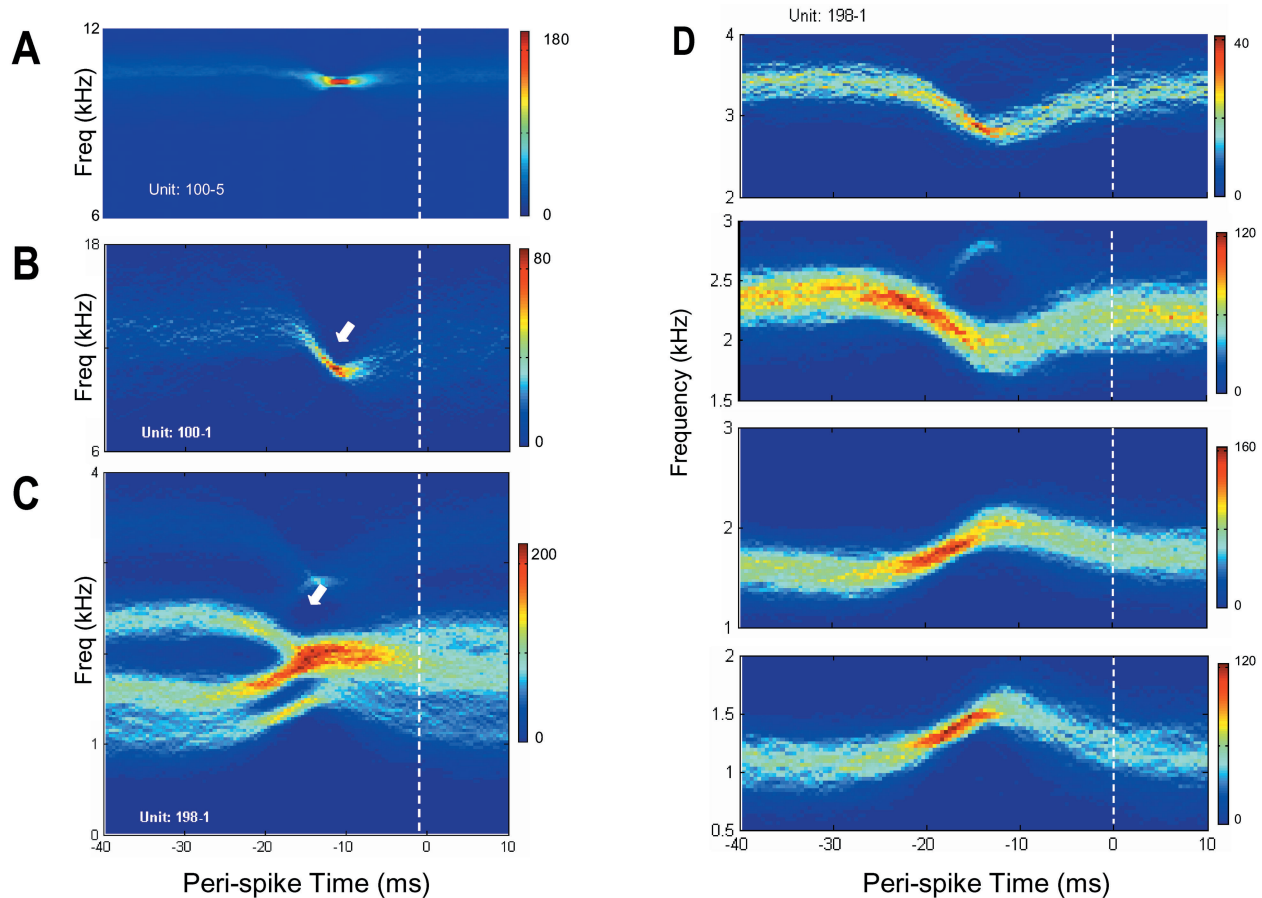 A
12
Freq (kHz)
6
Unit: 100-5
180
0
B
18
Freq (kHz)
6
Unit: 100-1
80
0
C
4
Freq (kHz)
1
0
Unit: 198-1
200
0
-40 -30 -20 -10 0 10
Peri-spike Time (ms)
D
Unit: 198-1
Frequency (kHz)
4
3
2
40
0
3
2.5
2
1.5
120
0
3
2
1
160
0
2
1.5
1
0.5
120
0
-40 -30 -20 -10 0 10
Peri-spike Time (ms)